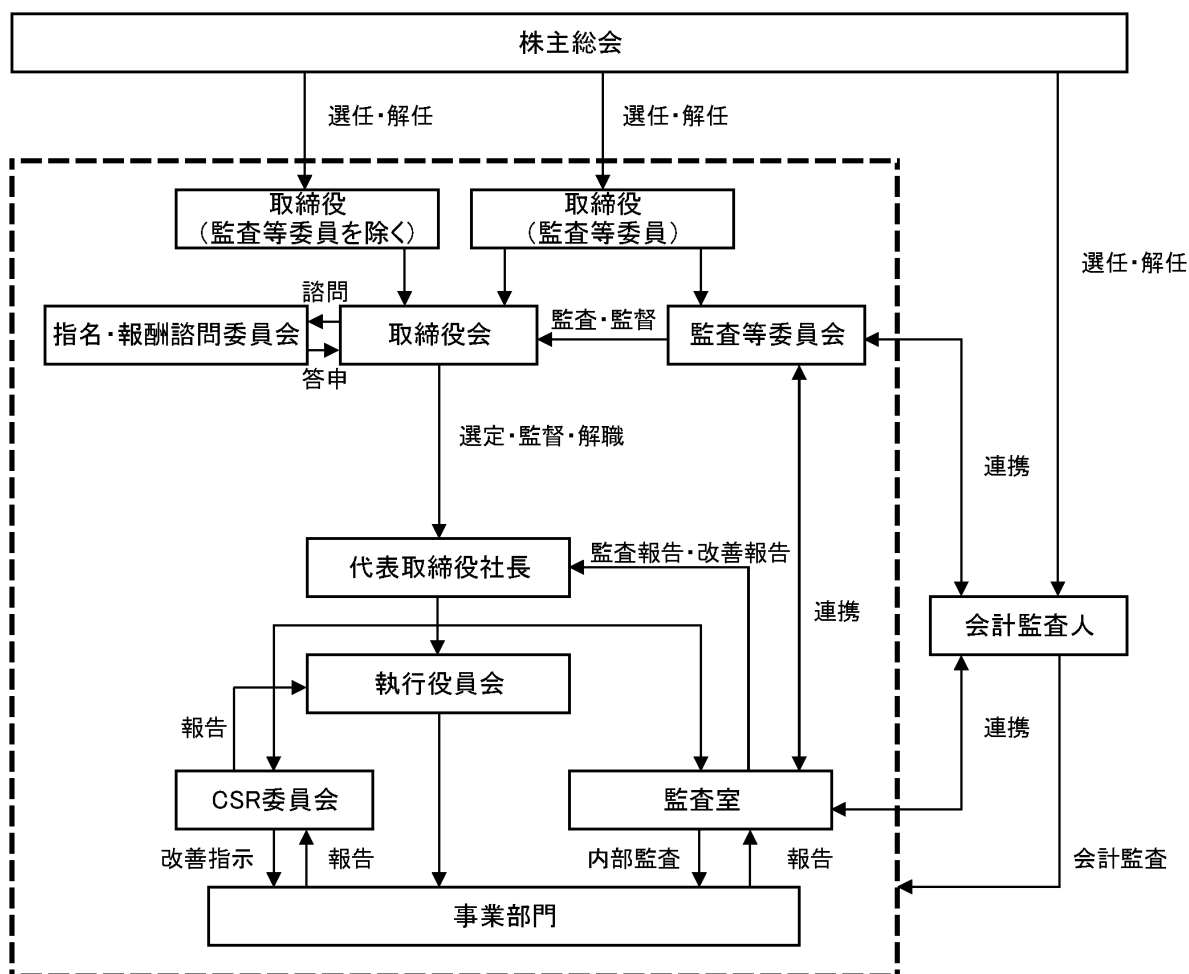 株主総会
選任・解任
選任・解任
取締役
（監査等委員を除く）
取締役
（監査等委員）
選任・解任
諮問
指名・報酬諮問委員会
取締役会
監査・監督
監査等委員会
答申
選定・監督・解職
連携
代表取締役社長
監査報告・改善報告
連携
会計監査人
執行役員会
報告
連携
CSR委員会
監査室
改善指示
報告
内部監査
報告
会計監査
事業部門